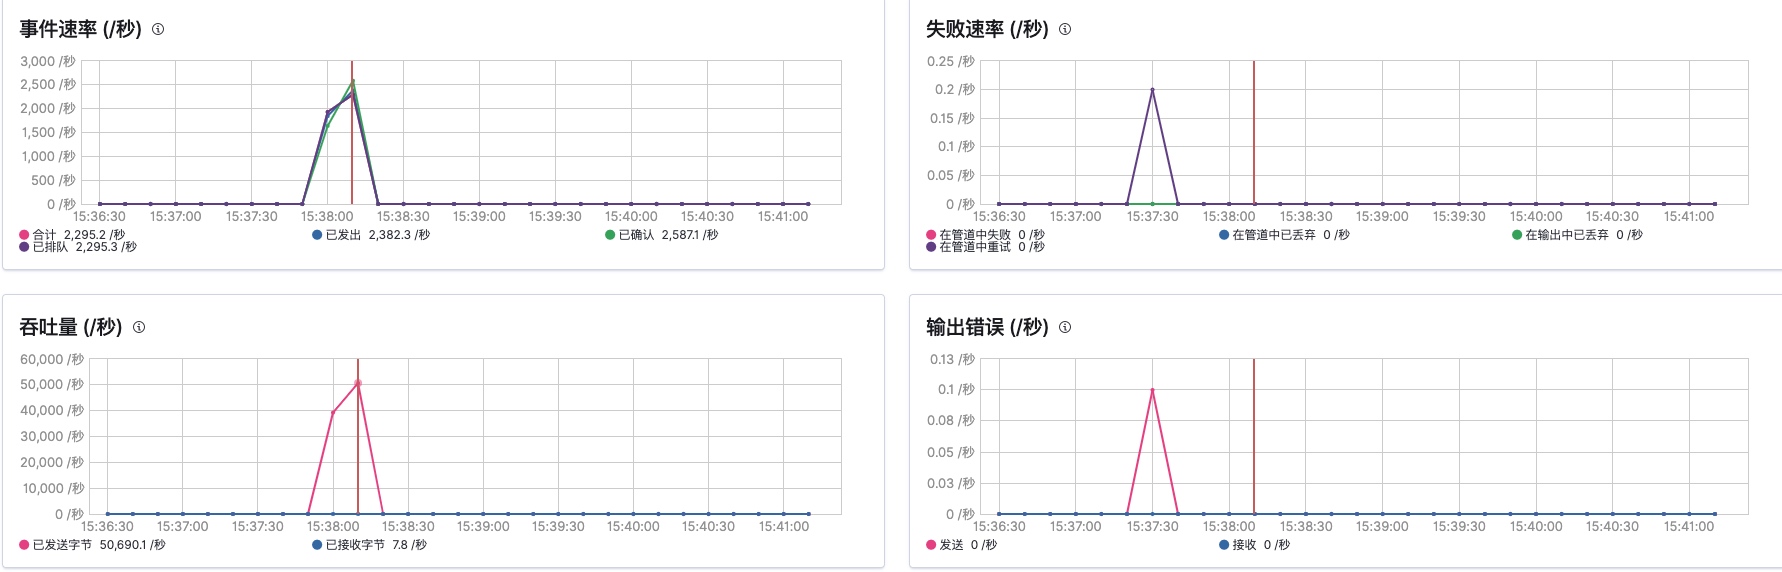 事件速率 (/秒)
3,000 /秒
2,500 /秒
2,000 /秒
1,500 /秒
1,000 /秒
500 /秒
0 /秒
15:36:30 15:37:00 15:37:30 15:38:00 15:38:30 15:39:00 15:39:30 15:40:00 15:40:30 15:41:00
合计 2,295.2 /秒 已发出 2,382.3 /秒 已确认 2,587.1 /秒
已排队 2,295.3 /秒
失败速率 (/秒)
0.25 /秒
0.2 /秒
0.15 /秒
0.1 /秒
0.05 /秒
0 /秒
15:36:30 15:37:00 15:37:30 15:38:00 15:38:30 15:39:00 15:39:30 15:40:00 15:40:30 15:41:00
在管道中失败 0 /秒 在管道中已丢弃 0 /秒 在输出中已丢弃 0 /秒
在管道中重试 0 /秒
吞吐量 (/秒)
60,000 /秒
50,000 /秒
40,000 /秒
30,000 /秒
20,000 /秒
10,000 /秒
0 /秒
15:36:30 15:37:00 15:37:30 15:38:00 15:38:30 15:39:00 15:39:30 15:40:00 15:40:30 15:41:00
已发送字节 50,690.1 /秒 已接收字节 7.8 /秒
输出错误 (/秒)
0.13 /秒
0.1 /秒
0.08 /秒
0.05 /秒
0.03 /秒
0 /秒
15:36:30 15:37:00 15:37:30 15:38:00 15:38:30 15:39:00 15:39:30 15:40:00 15:40:30 15:41:00
发送 0 /秒 接收 0 /秒